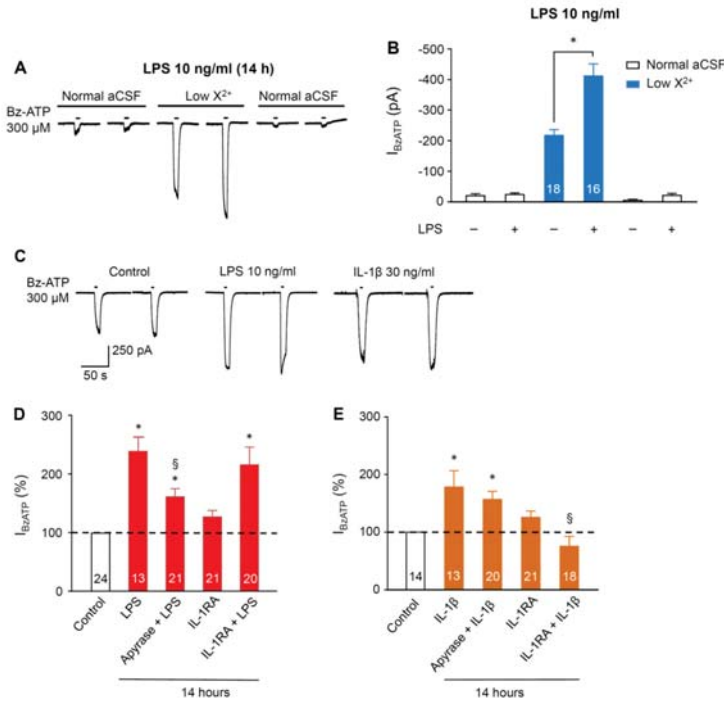 LPS 10 ng/ml
A
LPS 10 ng/ml (14 h)
Normal aCSF
Low X²⁺
Normal aCSF
Bz-ATP
300 µM
B
-500
-400
-300
-200
-100
0
I_BzATP (pA)
*
18
16
Normal aCSF
Low X²⁺
LPS
– + – + – +
C
Bz-ATP
300 µM
Control
LPS 10 ng/ml
IL-1β 30 ng/ml
250 pA
50 s
D
300
200
100
0
I_BzATP (%)
*
§
*
*
24
13
21
21
20
Control
LPS
Apyrase + LPS
IL-1RA
IL-1RA + LPS
14 hours
E
300
200
100
0
I_BzATP (%)
*
*
§
14
13
20
21
18
Control
IL-1β
Apyrase + IL-1β
IL-1RA
IL-1RA + IL-1β
14 hours